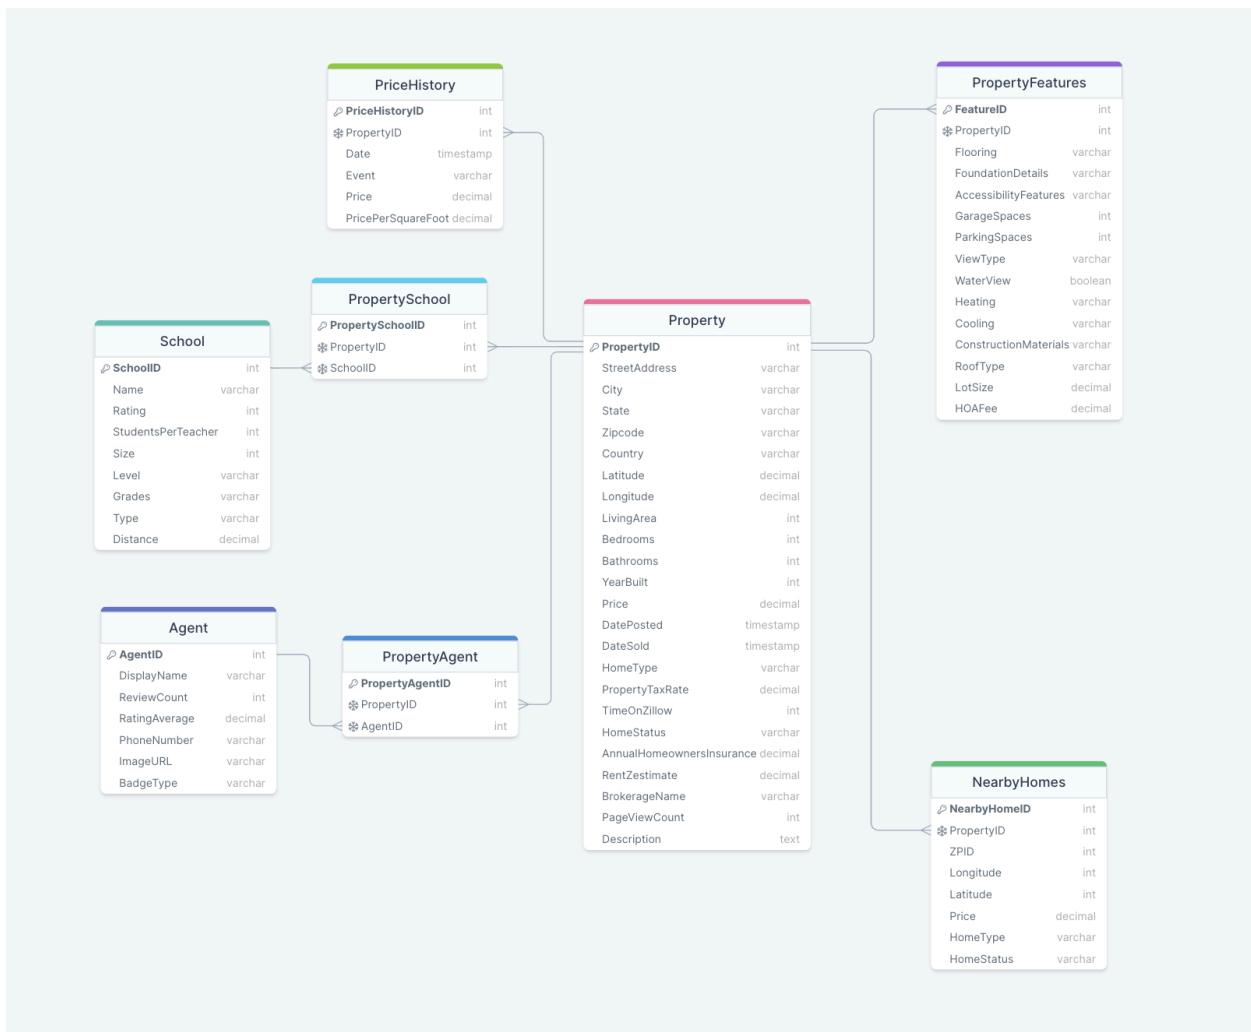 PriceHistory
PriceHistoryID int
PropertyID int
Date timestamp
Event varchar
Price decimal
PricePerSquareFoot decimal
PropertyFeatures
FeatureID int
PropertyID int
Flooring varchar
FoundationDetails varchar
AccessibilityFeatures varchar
GarageSpaces int
ParkingSpaces int
ViewType varchar
WaterView boolean
Heating varchar
Cooling varchar
ConstructionMaterials varchar
RoofType varchar
LotSize decimal
HOAFee decimal
PropertySchool
PropertySchoolID int
PropertyID int
SchoolID int
School
SchoolID int
Name varchar
Rating int
StudentsPerTeacher int
Size int
Level varchar
Grades varchar
Type varchar
Distance decimal
Property
PropertyID int
StreetAddress varchar
City varchar
State varchar
Zipcode varchar
Country varchar
Latitude decimal
Longitude decimal
LivingArea int
Bedrooms int
Bathrooms int
YearBuilt int
Price decimal
DatePosted timestamp
DateSold timestamp
HomeType varchar
PropertyTaxRate decimal
TimeOnZillow int
HomeStatus varchar
AnnualHomeownersInsurance decimal
RentZestimate decimal
BrokerageName varchar
PageViewCount int
Description text
Agent
AgentID int
DisplayName varchar
ReviewCount int
RatingAverage decimal
PhoneNumber varchar
ImageURL varchar
BadgeType varchar
PropertyAgent
PropertyAgentID int
PropertyID int
AgentID int
NearbyHomes
NearbyHomeID int
PropertyID int
ZPID int
Longitude int
Latitude int
Price decimal
HomeType varchar
HomeStatus varchar